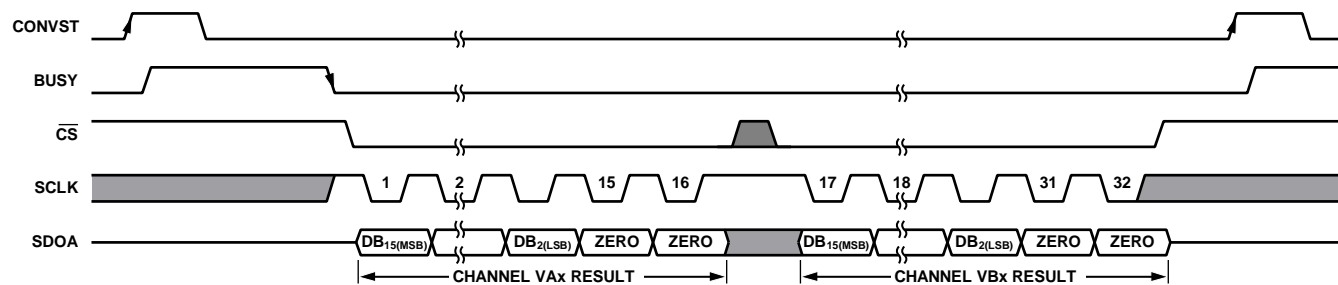 CONVST
BUSY
CS
SCLK 1 2 15 16 17 18 31 32
SDOA DB15(MSB) DB2(LSB) ZERO ZERO DB15(MSB) DB2(LSB) ZERO ZERO
CHANNEL VAx RESULT CHANNEL VBx RESULT